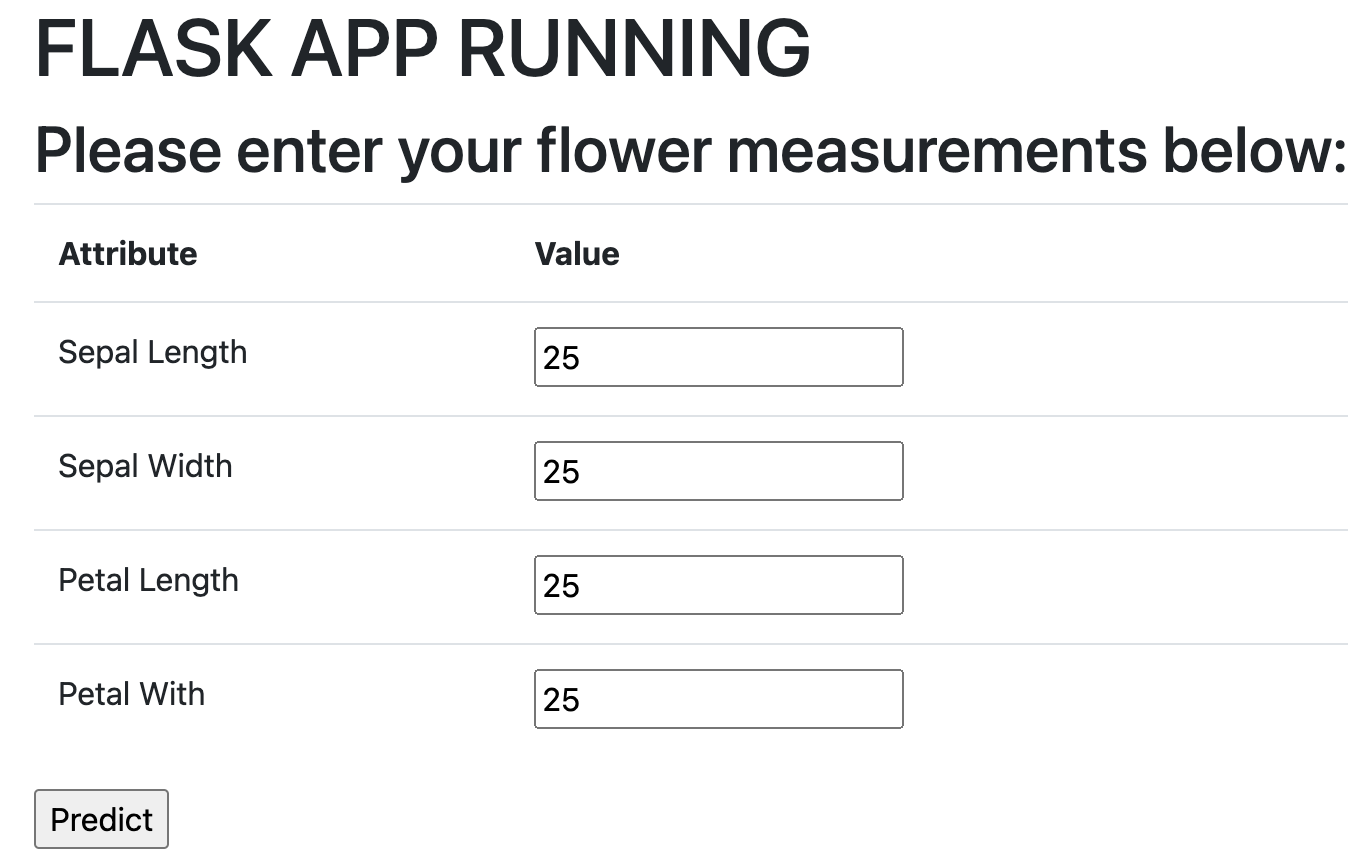 FLASK APP RUNNING
Please enter your flower measurements below:
Attribute Value
Sepal Length 25
Sepal Width 25
Petal Length 25
Petal With 25
Predict